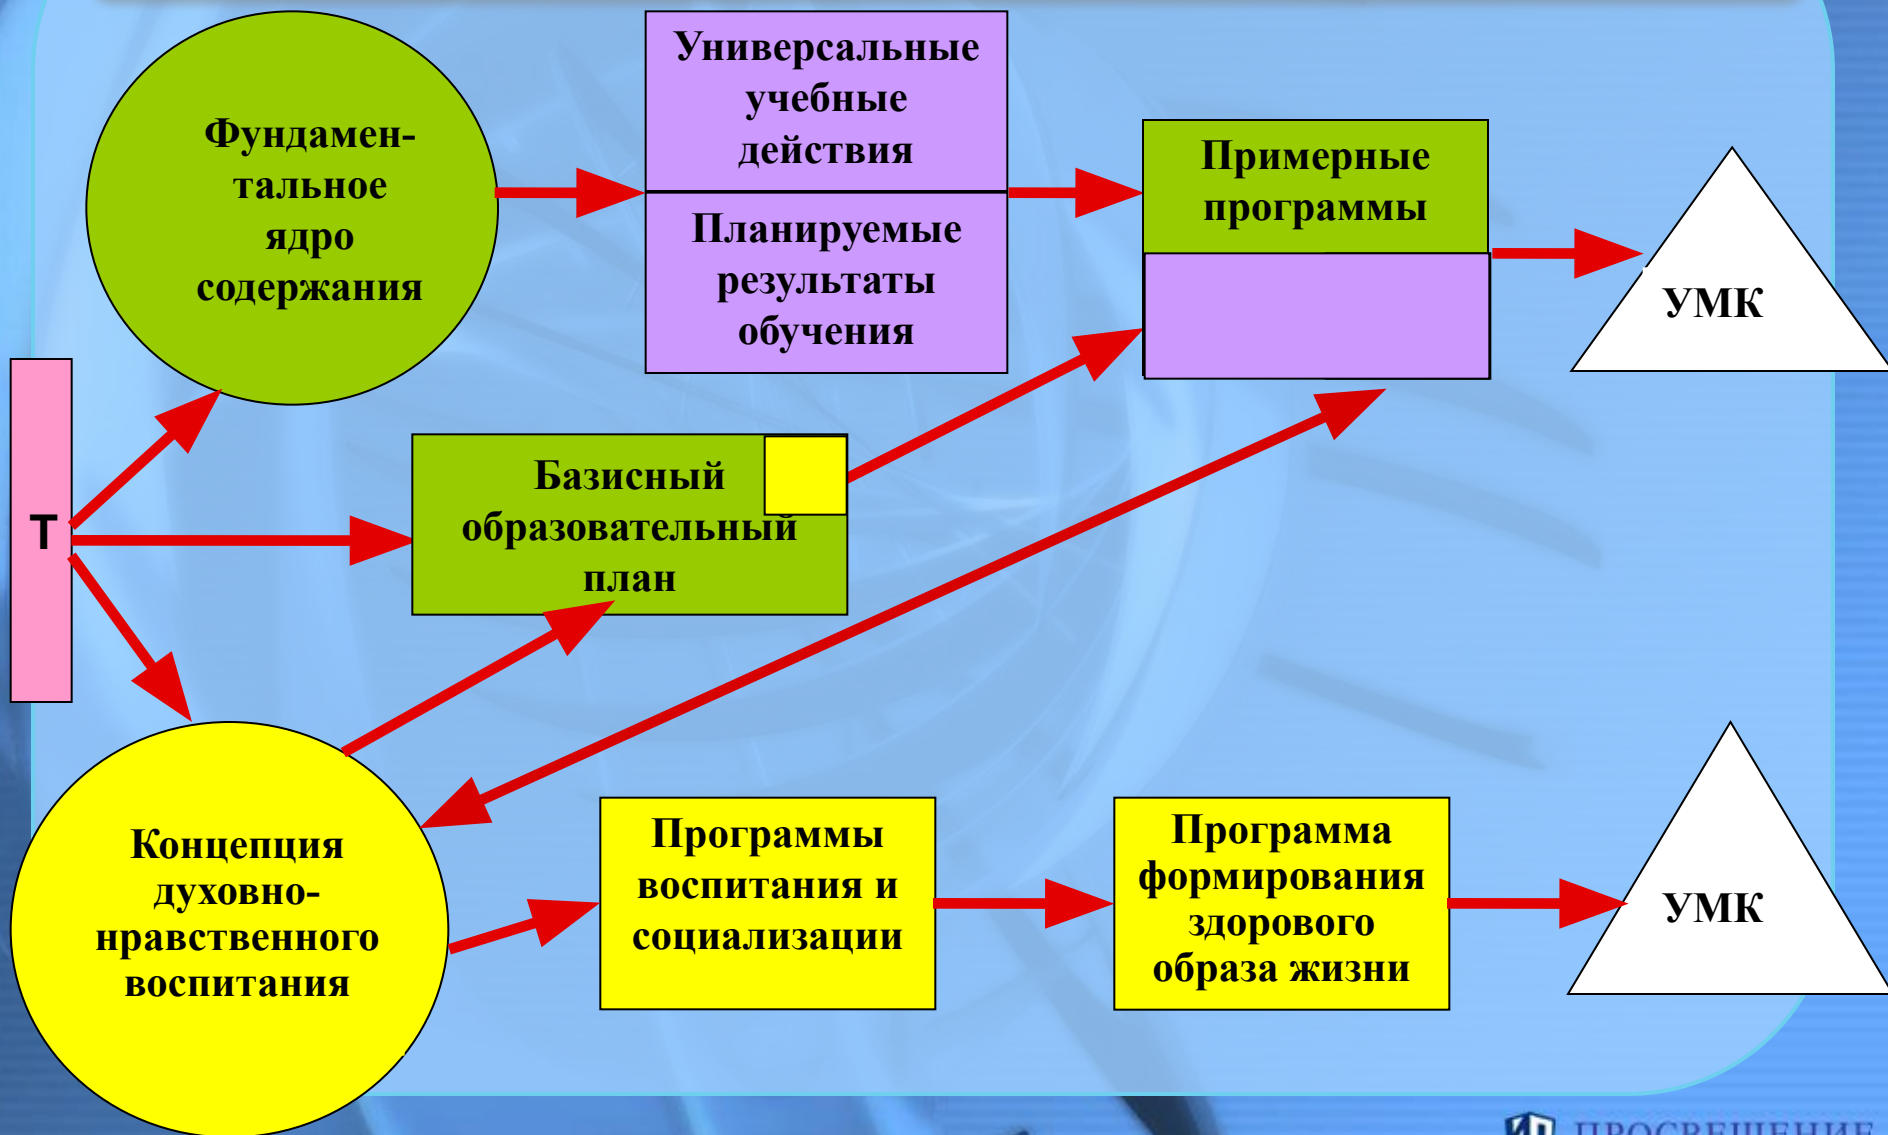 Фундамен-
тальное
ядро
содержания
Универсальные
учебные
действия
Планируемые
результаты
обучения
Примерные
программы
УМК
Т
Базисный
образовательный
план
Концепция
духовно-
нравственного
воспитания
Программы
воспитания и
социализации
Программа
формирования
здорового
образа жизни
УМК
ПРОСВЕЩЕНИЕ